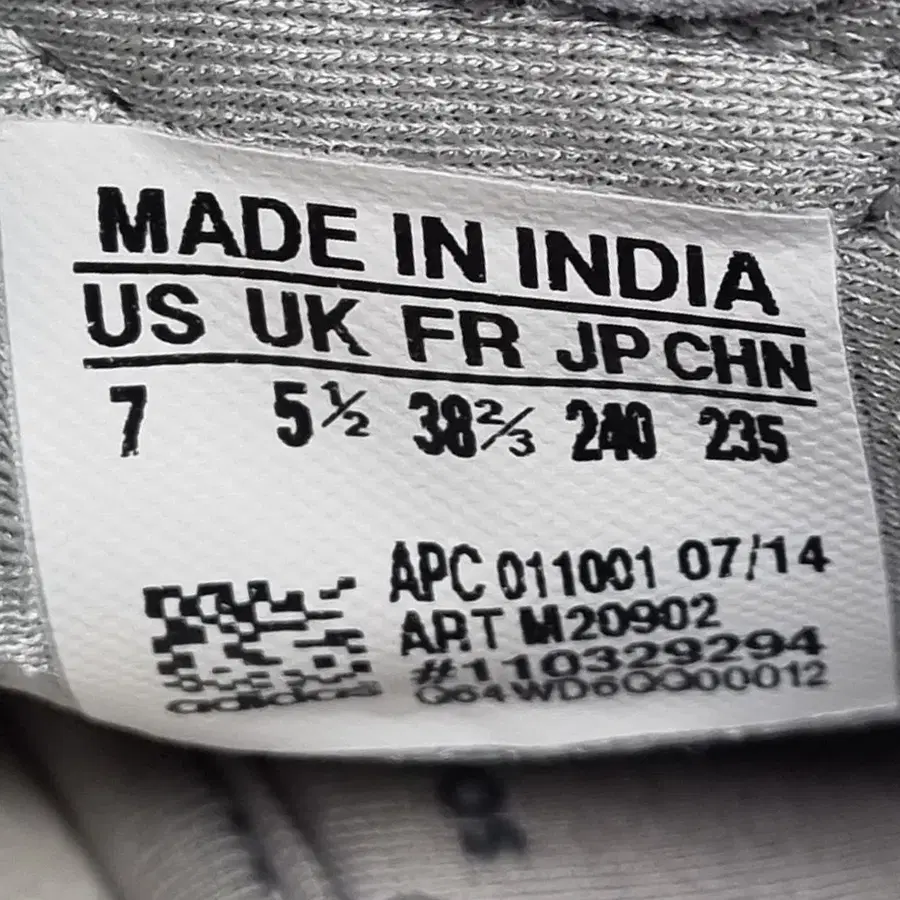 MADE IN INDIA
US UK FR JP CHN
7 5½ 38⅔ 240 235
APC 011001 07/14
ART M20902
#110329294
adidas